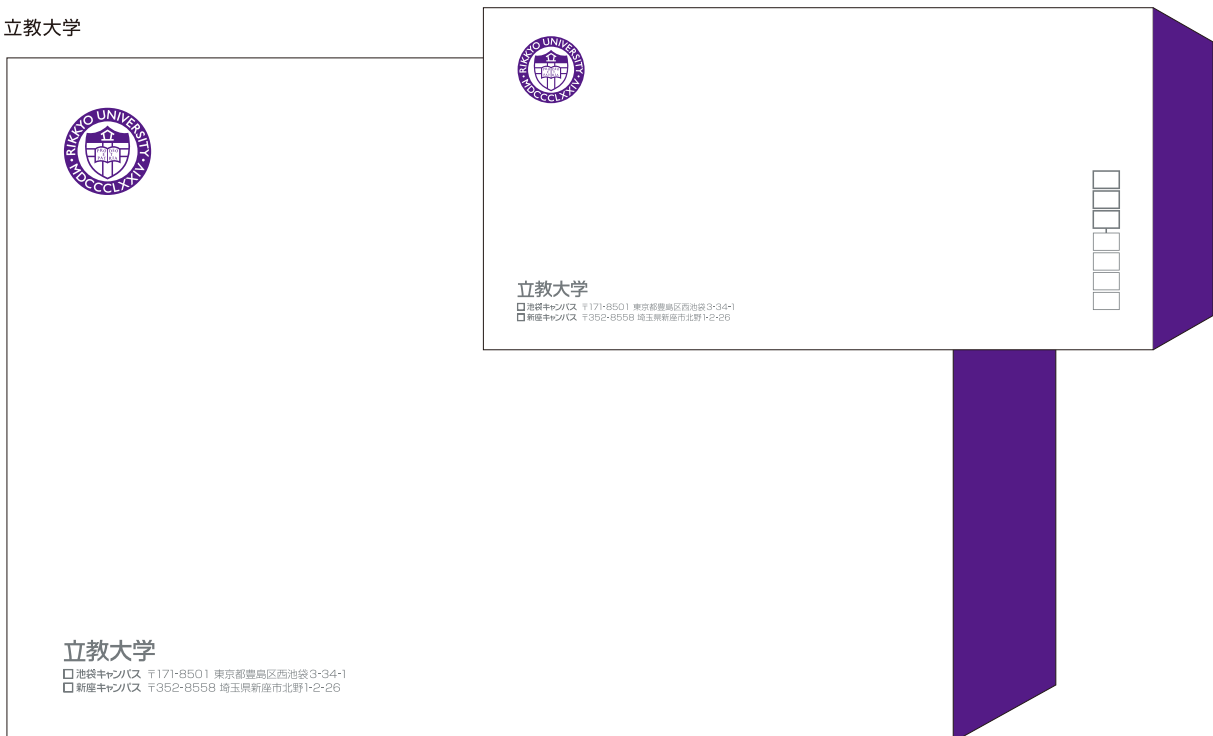 立教大学
RIKKYO UNIVERSITY・MDCCCLXXIV・
立教大学
池袋キャンパス 〒171-8501 東京都豊島区西池袋3-34-1
新座キャンパス 〒352-8558 埼玉県新座市北野1-2-26
RIKKYO UNIVERSITY・MDCCCLXXIV・
立教大学
池袋キャンパス 〒171-8501 東京都豊島区西池袋3-34-1
新座キャンパス 〒352-8558 埼玉県新座市北野1-2-26